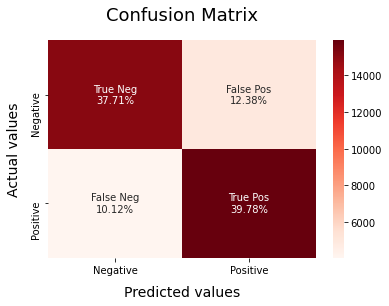 Confusion Matrix
Actual values
Negative
Positive
True Neg
37.71%
False Pos
12.38%
False Neg
10.12%
True Pos
39.78%
Negative
Positive
Predicted values
14000
12000
10000
8000
6000